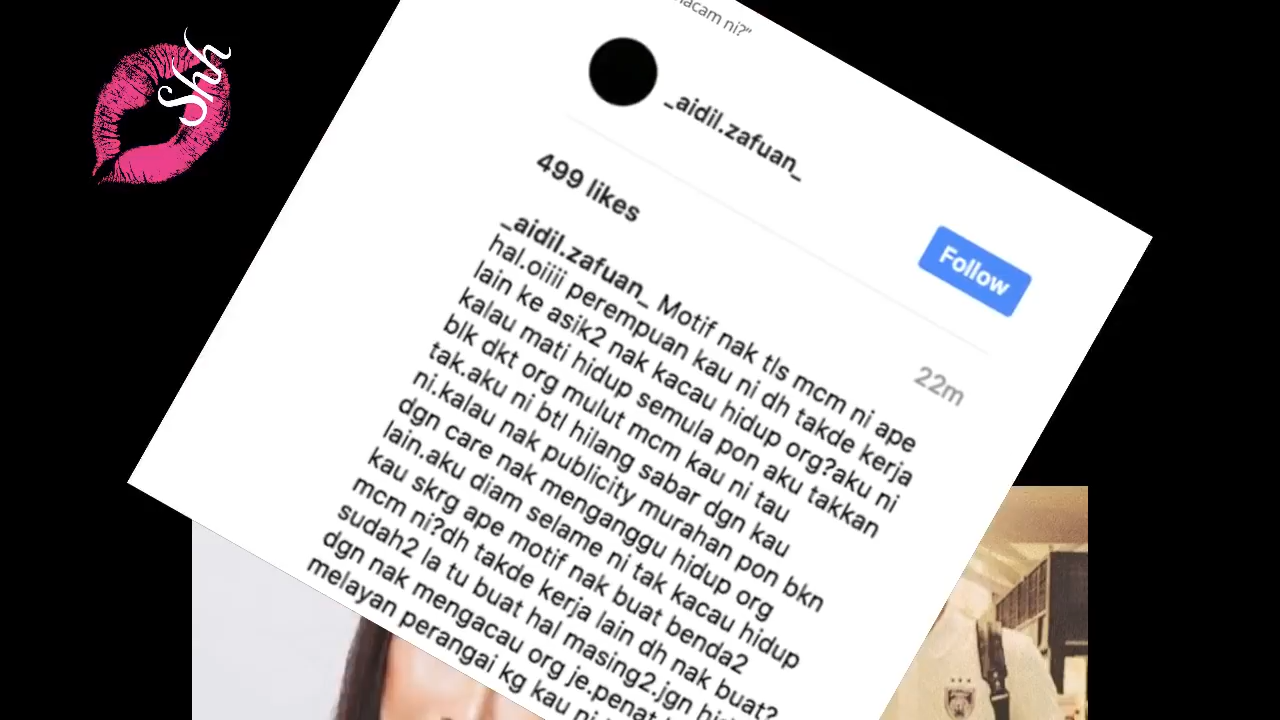 Shh
ni?"
_aidil.zafuan_
Follow
499 likes
22m
_aidil.zafuan_ Motif nak tls mcm ni ape
hal.oiiii perempuan kau ni dh takde kerja
lain ke asik2 nak kacau hidup org?aku ni
kalau mati hidup semula pon aku takkan
blk dkt org mulut mcm kau ni tau
tak.aku ni btl hilang sabar dgn kau
ni.kalau nak publicity murahan pon bkn
dgn care nak menganggu hidup org
lain.aku diam selame ni tak kacau hidup
kau skrg ape motif nak buat benda2
mcm ni?dh takde kerja lain dh nak buat?
sudah2 la tu buat hal masing2.jgn
dgn nak mengacau org je.penat
melayan perangai kg kau ni